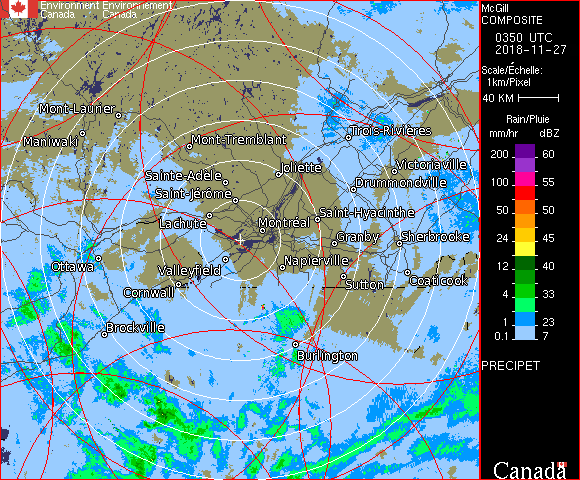 Environment Environnement
Canada Canada
McGill
COMPOSITE
0350 UTC
2018-11-27
Scale/Échelle:
1km/Pixel
40 KM
Rain/Pluie
mm/hr dBZ
200 60
100 55
50 50
24 45
12 40
4 33
1 23
0.1 7
PRECIPET
Canada
Mont-Laurier
Maniwaki
Mont-Tremblant
Trois-Rivières
Joliette
Victoriaville
Sainte-Adèle
Drummondville
Saint-Jérôme
Lachute
Saint-Hyacinthe
Montréal
Granby
Sherbrooke
Ottawa
Valleyfield
Napierville
Cornwall
Sutton
Coaticook
Brockville
Burlington